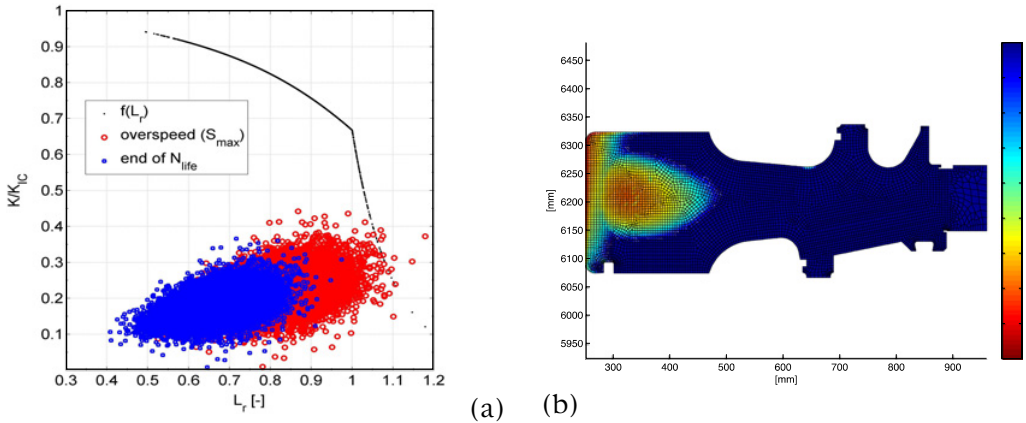 1
0.9
0.8
0.7
0.6
0.5
0.4
0.3
0.2
0.1
K/K_IC
f(L_r)
overspeed (S_max)
end of N_life
0.3 0.4 0.5 0.6 0.7 0.8 0.9 1 1.1 1.2
L_r [-]
(a)
6450
6400
6350
6300
6250
6200
6150
6100
6050
6000
5950
[mm]
300 400 500 600 700 800 900
[mm]
(b)